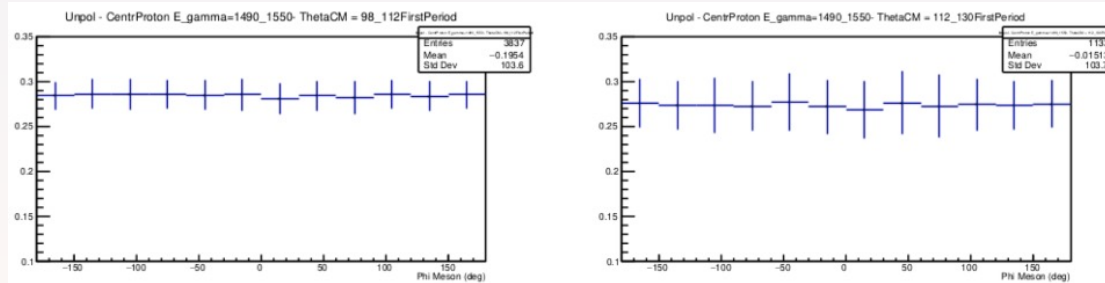 Unpol - CentrProton E_gamma=1490_1550- ThetaCM = 98_112FirstPeriod
Entries 3837
Mean −0.1954
Std Dev 103.6
0.35
0.3
0.25
0.2
0.15
0.1
−150 −100 −50 0 50 100 150
Phi Meson (deg)
Unpol - CentrProton E_gamma=1490_1550- ThetaCM = 112_130FirstPeriod
Entries
Mean
Std Dev
0.35
0.3
0.25
0.2
0.15
0.1
−150 −100 −50 0 50 100 150
Phi Meson (deg)